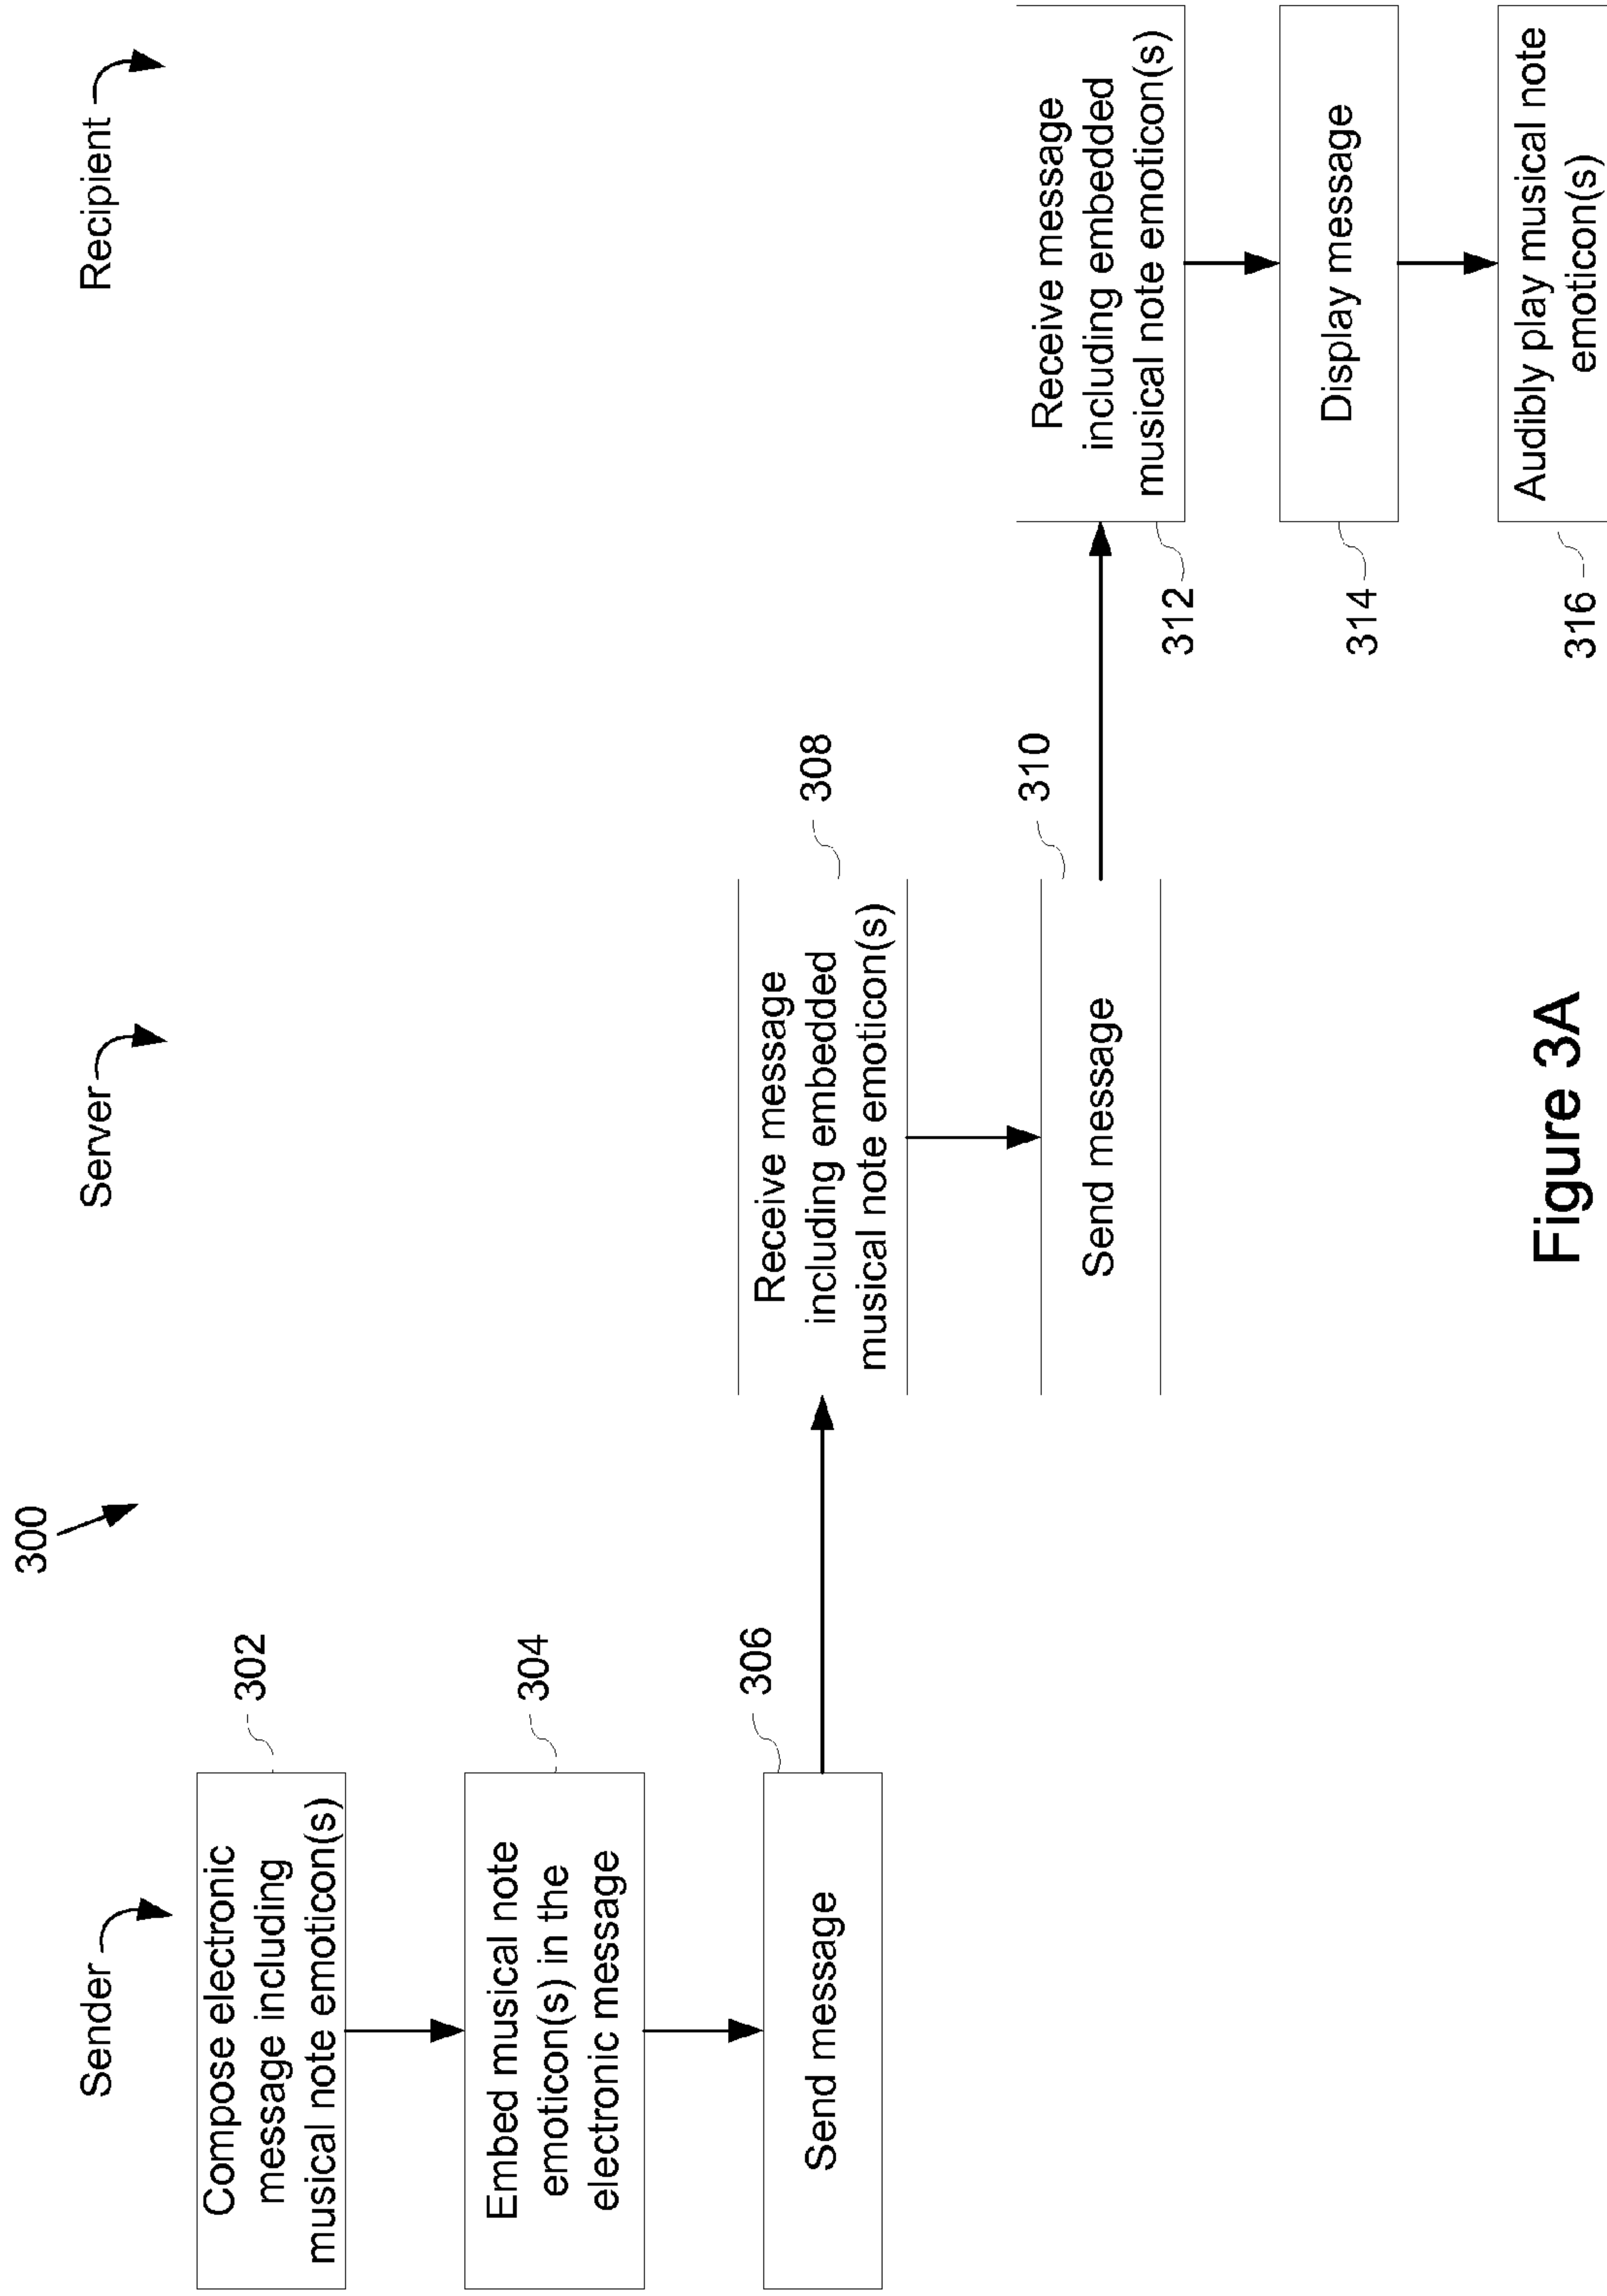 300
Sender
Server
Recipient
Compose electronic
message including
musical note emoticon(s)
302
Embed musical note
emoticon(s) in the
electronic message
304
Send message
306
Receive message
including embedded
musical note emoticon(s)
308
Send message
310
Receive message
including embedded
musical note emoticon(s)
312
Display message
314
Audibly play musical note
emoticon(s)
316
Figure 3A